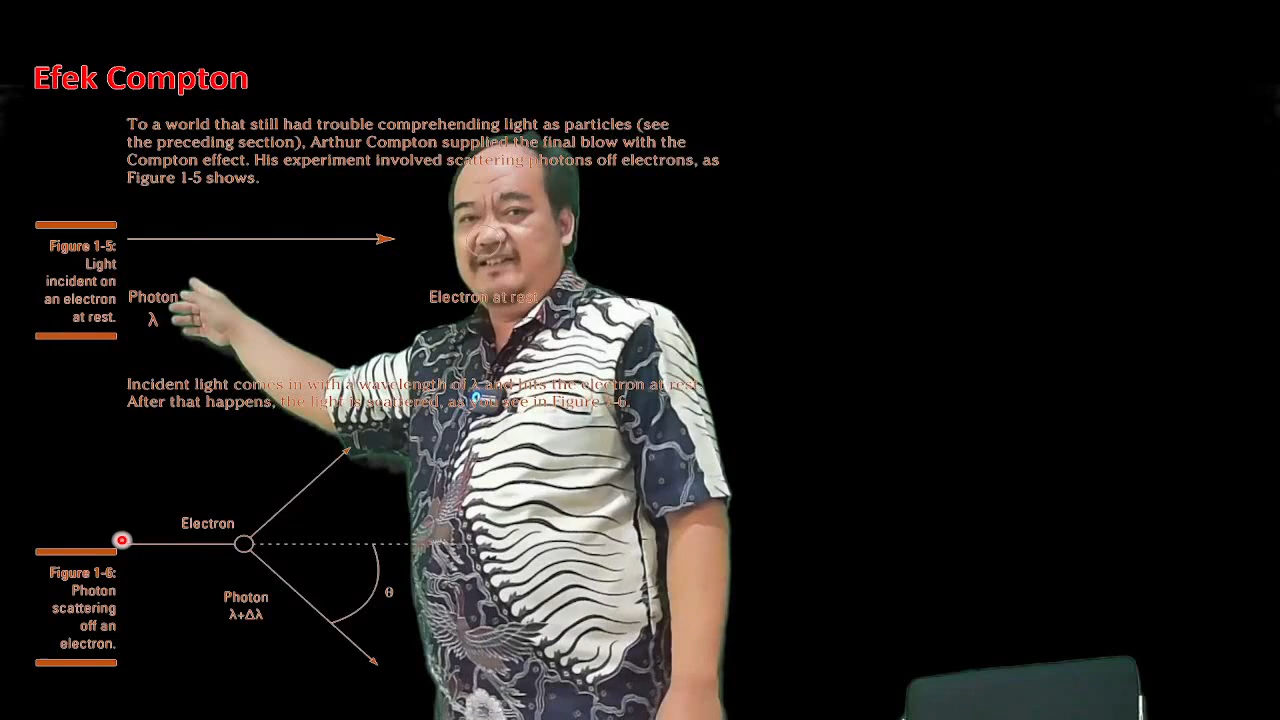 Efek Compton
To a world that still had trouble comprehending light as particles (see
the preceding section), Arthur Compton supplied the final blow with the
Compton effect. His experiment involved scattering photons off electrons, as
Figure 1-5 shows.
Figure 1-5:
Light
incident on
an electron
at rest.
Photon
λ
Electron at rest
Incident light comes in with a wavelength of λ and hits the electron at rest.
After that happens, the light is scattered, as you see in Figure 1-6.
Electron
Figure 1-6:
Photon
scattering
off an
electron.
Photon
λ+Δλ
θ